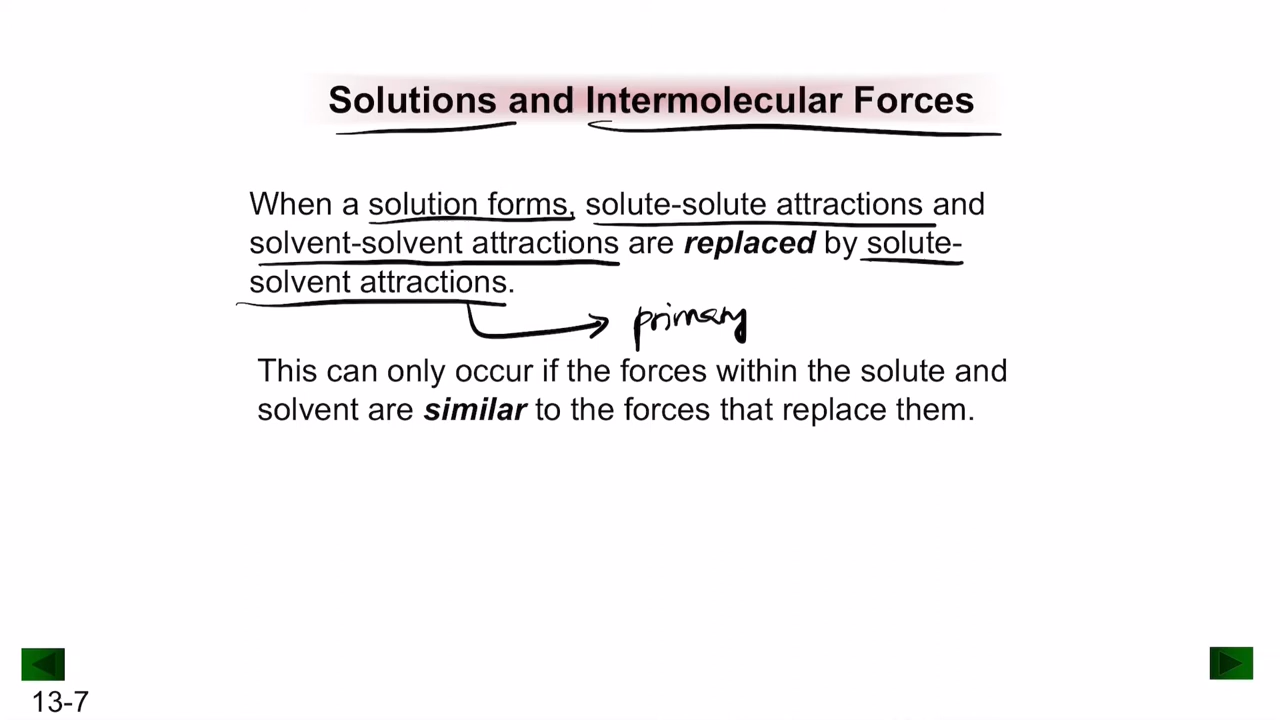 Solutions and Intermolecular Forces
When a solution forms, solute-solute attractions and
solvent-solvent attractions are replaced by solute-
solvent attractions.
primary
This can only occur if the forces within the solute and
solvent are similar to the forces that replace them.
13-7